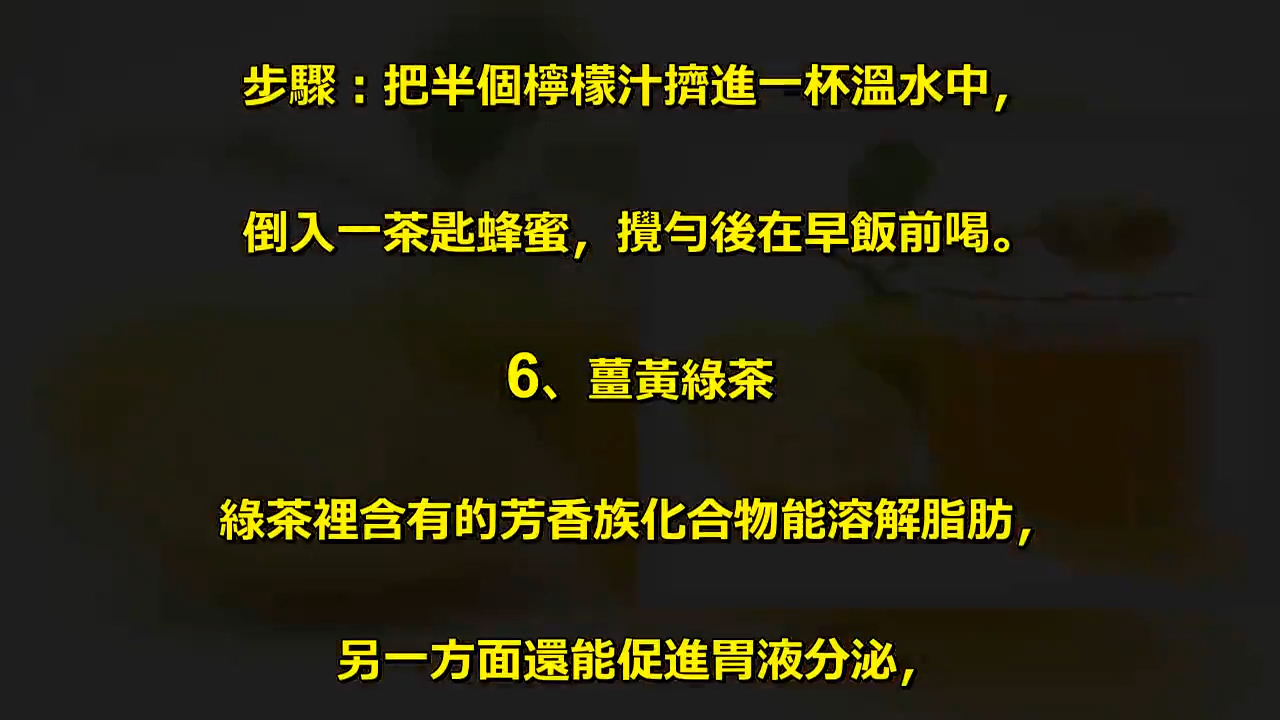 步驟：把半個檸檬汁擠進一杯溫水中，
倒入一茶匙蜂蜜，攪勻後在早飯前喝。
6、薑黃綠茶
綠茶裡含有的芳香族化合物能溶解脂肪，
另一方面還能促進胃液分泌，